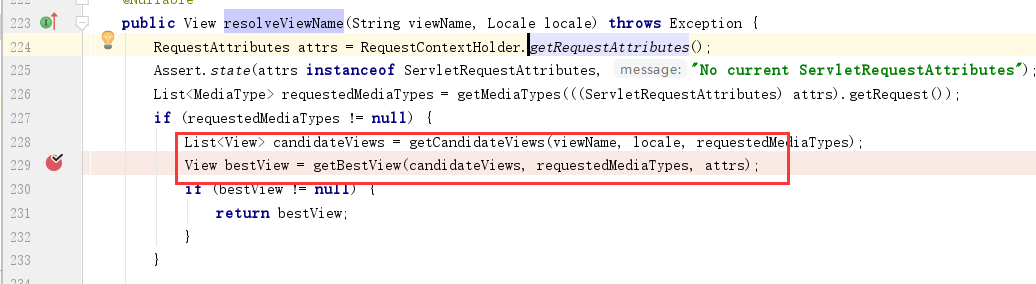 @Nullable
223 public View resolveViewName(String viewName, Locale locale) throws Exception {
224 RequestAttributes attrs = RequestContextHolder.getRequestAttributes();
225 Assert.state(attrs instanceof ServletRequestAttributes, message: "No current ServletRequestAttributes");
226 List<MediaType> requestedMediaTypes = getMediaTypes(((ServletRequestAttributes) attrs).getRequest());
227 if (requestedMediaTypes != null) {
228 List<View> candidateViews = getCandidateViews(viewName, locale, requestedMediaTypes);
229 View bestView = getBestView(candidateViews, requestedMediaTypes, attrs);
230 if (bestView != null) {
231 return bestView;
232 }
233 }